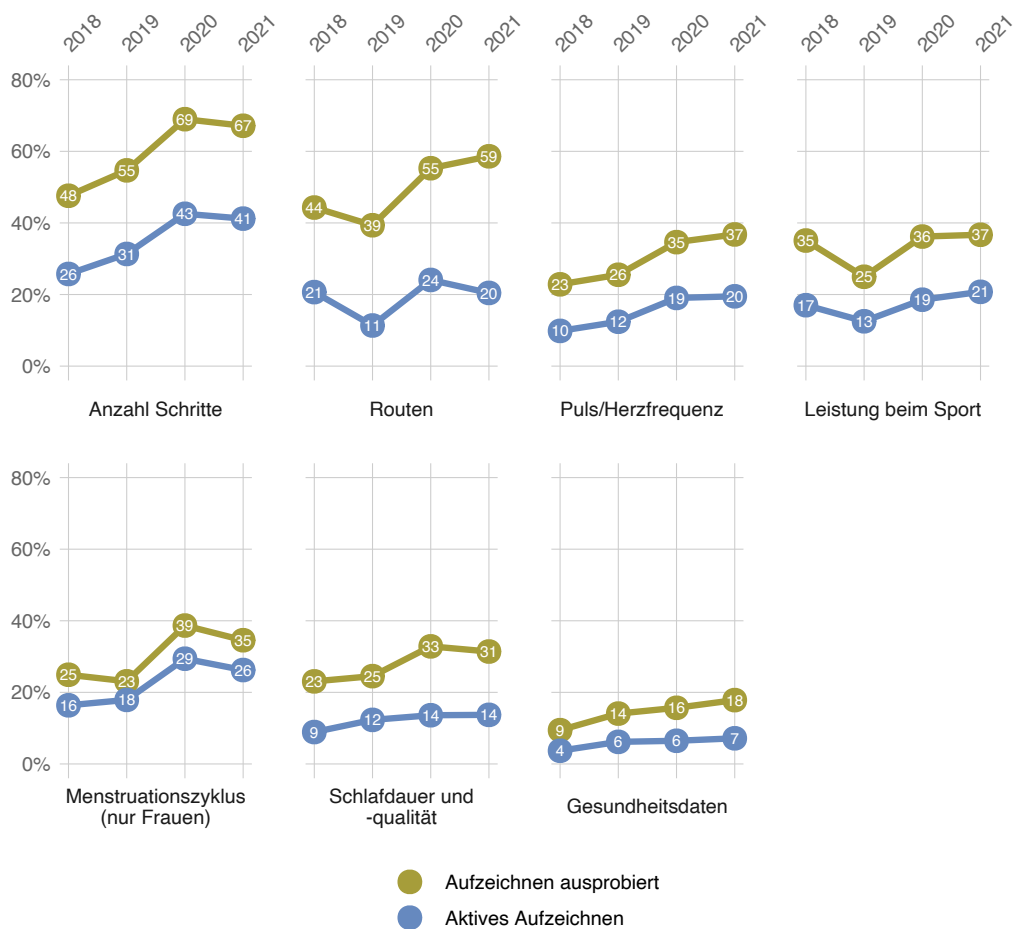 2018 2019 2020 2021 2018 2019 2020 2021 2018 2019 2020 2021 2018 2019 2020 2021
80%
60%
40%
20%
0%
48 55 69 67
26 31 43 41
44 39 55 59
21 11 24 20
23 26 35 37
10 12 19 20
35 25 36 37
17 13 19 21
Anzahl Schritte
Routen
Puls/Herzfrequenz
Leistung beim Sport
80%
60%
40%
20%
0%
25 23 39 35
16 18 29 26
23 25 33 31
9 12 14 14
9 14 16 18
4 6 6 7
Menstruationszyklus
(nur Frauen)
Schlafdauer und
-qualität
Gesundheitsdaten
Aufzeichnen ausprobiert
Aktives Aufzeichnen